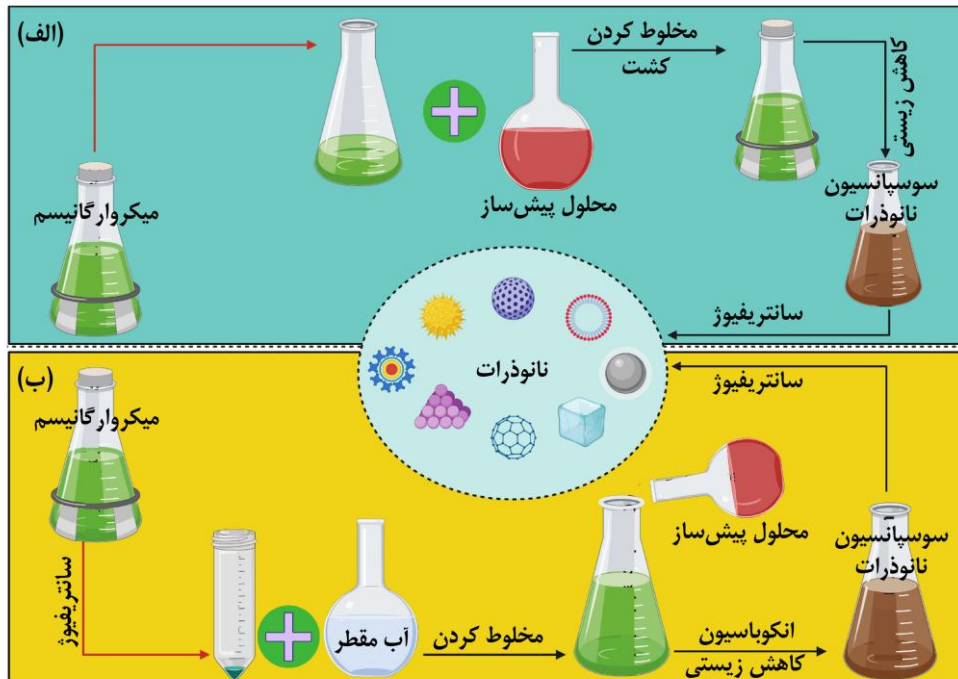 (الف)
میکروارگانیسم
محلول پیش‌ساز
مخلوط کردن
کشت
کاهش زیستی
سوسپانسیون
نانوذرات
سانتریفیوژ
نانوذرات
(ب)
میکروارگانیسم
سانتریفیوژ
آب مقطر
مخلوط کردن
محلول پیش‌ساز
انکوباسیون
کاهش زیستی
سوسپانسیون
نانوذرات
سانتریفیوژ